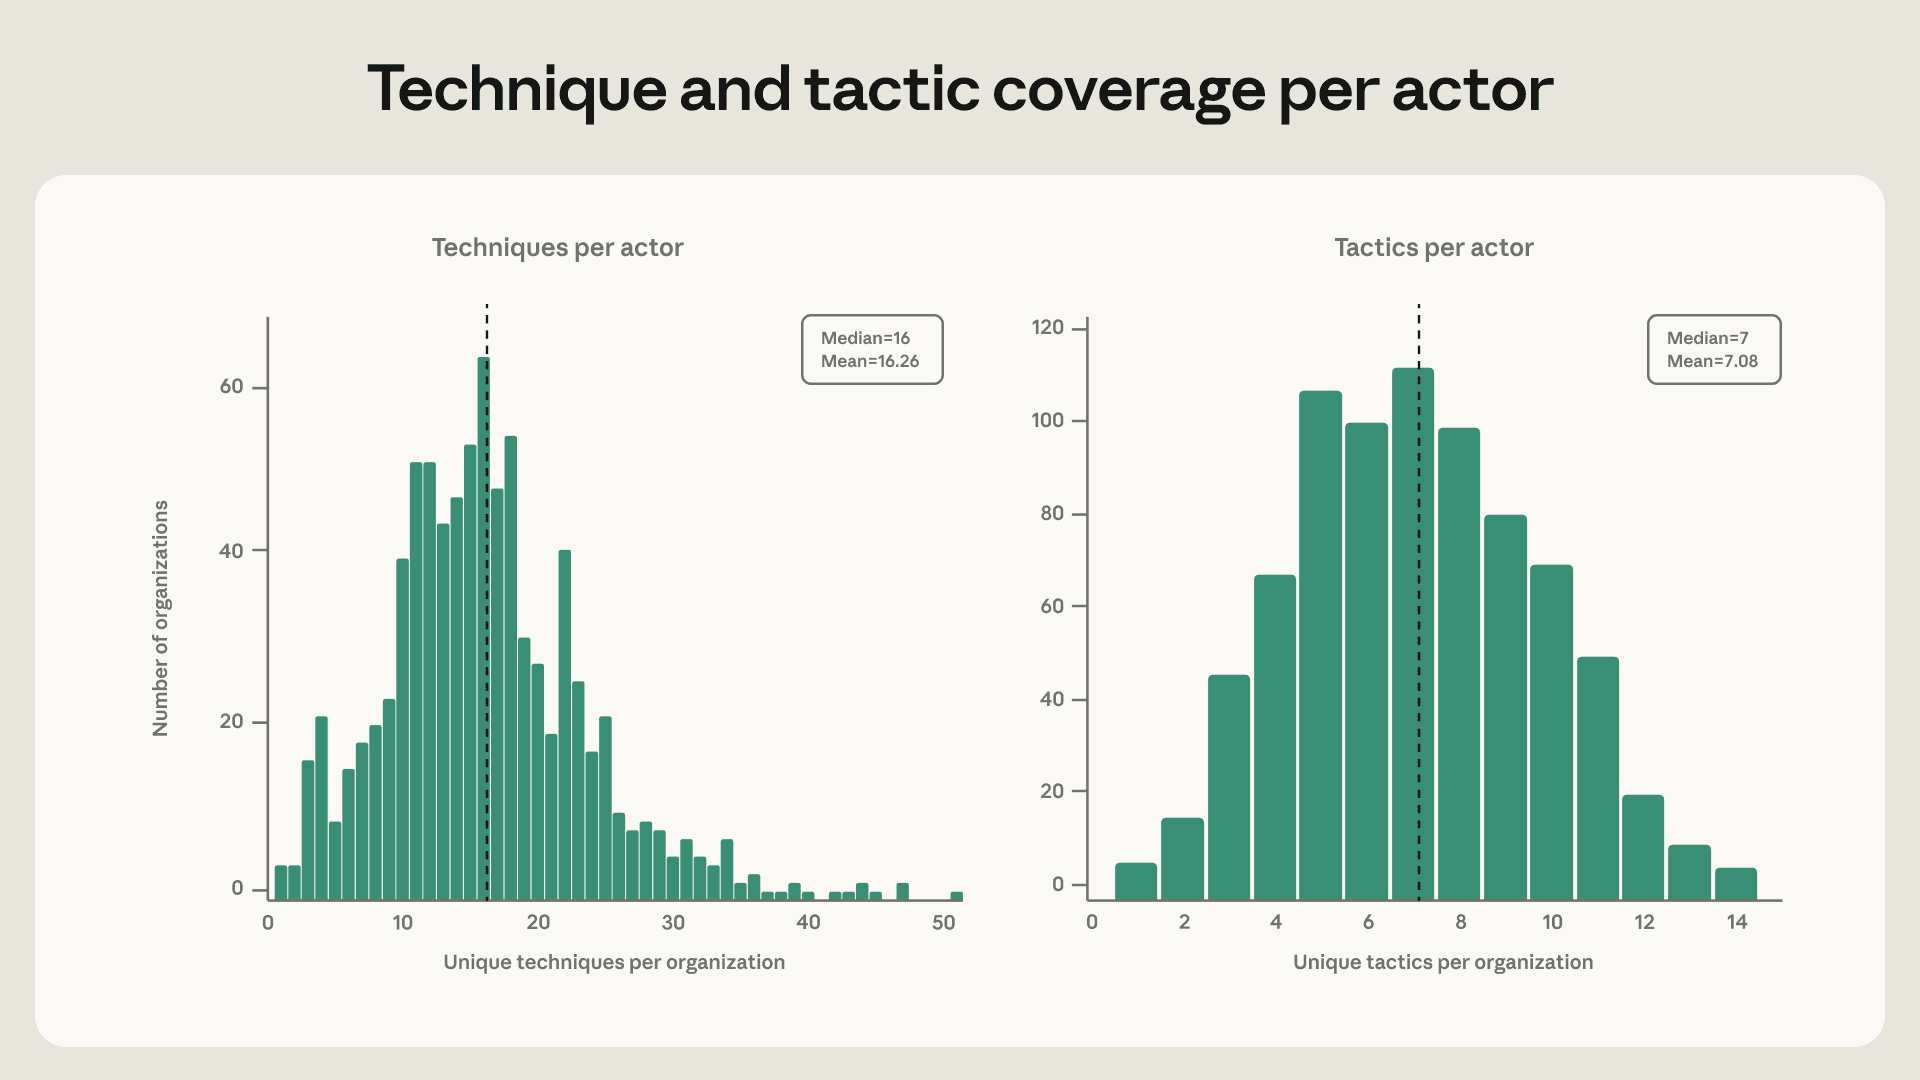 Technique and tactic coverage per actor
Techniques per actor
Median=16
Mean=16.26
Number of organizations
60
40
20
0
0 10 20 30 40 50
Unique techniques per organization
Tactics per actor
Median=7
Mean=7.08
120
100
80
60
40
20
0
0 2 4 6 8 10 12 14
Unique tactics per organization